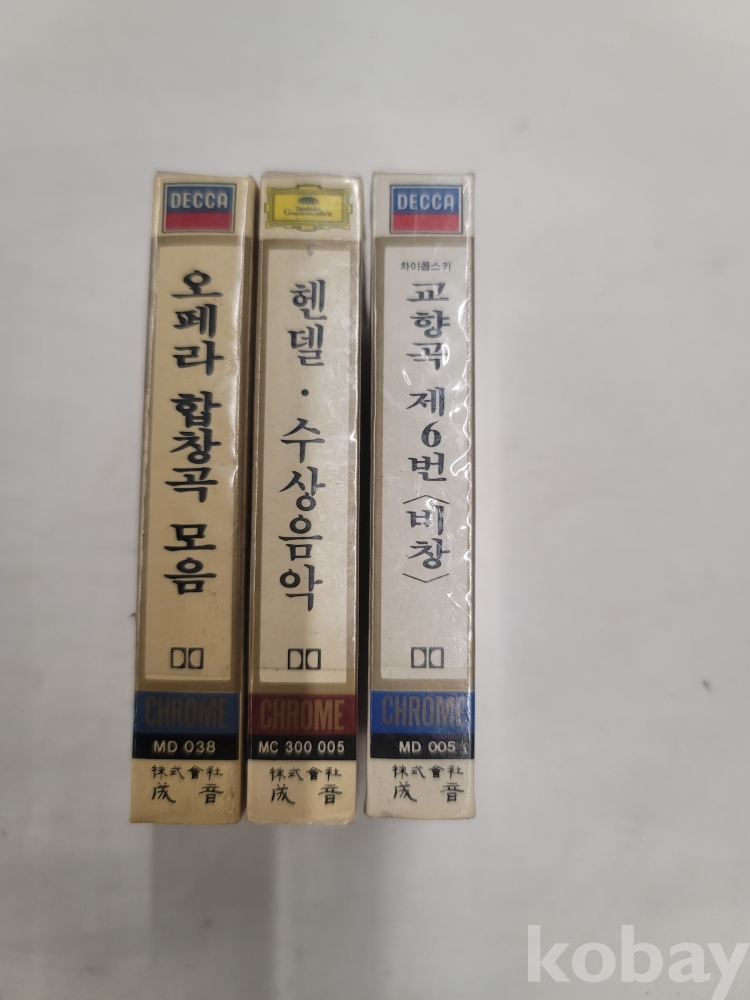 DECCA
오페라 합창곡 모음
CHROME
MD 038
株式會社
成音
Deutsche
Grammophon
헨델 · 수상음악
CHROME
MC 300 005
株式會社
成音
DECCA
차이콥스키
교향곡 제6번 〈비창〉
CHROME
MD 005
株式會社
成音
kobay